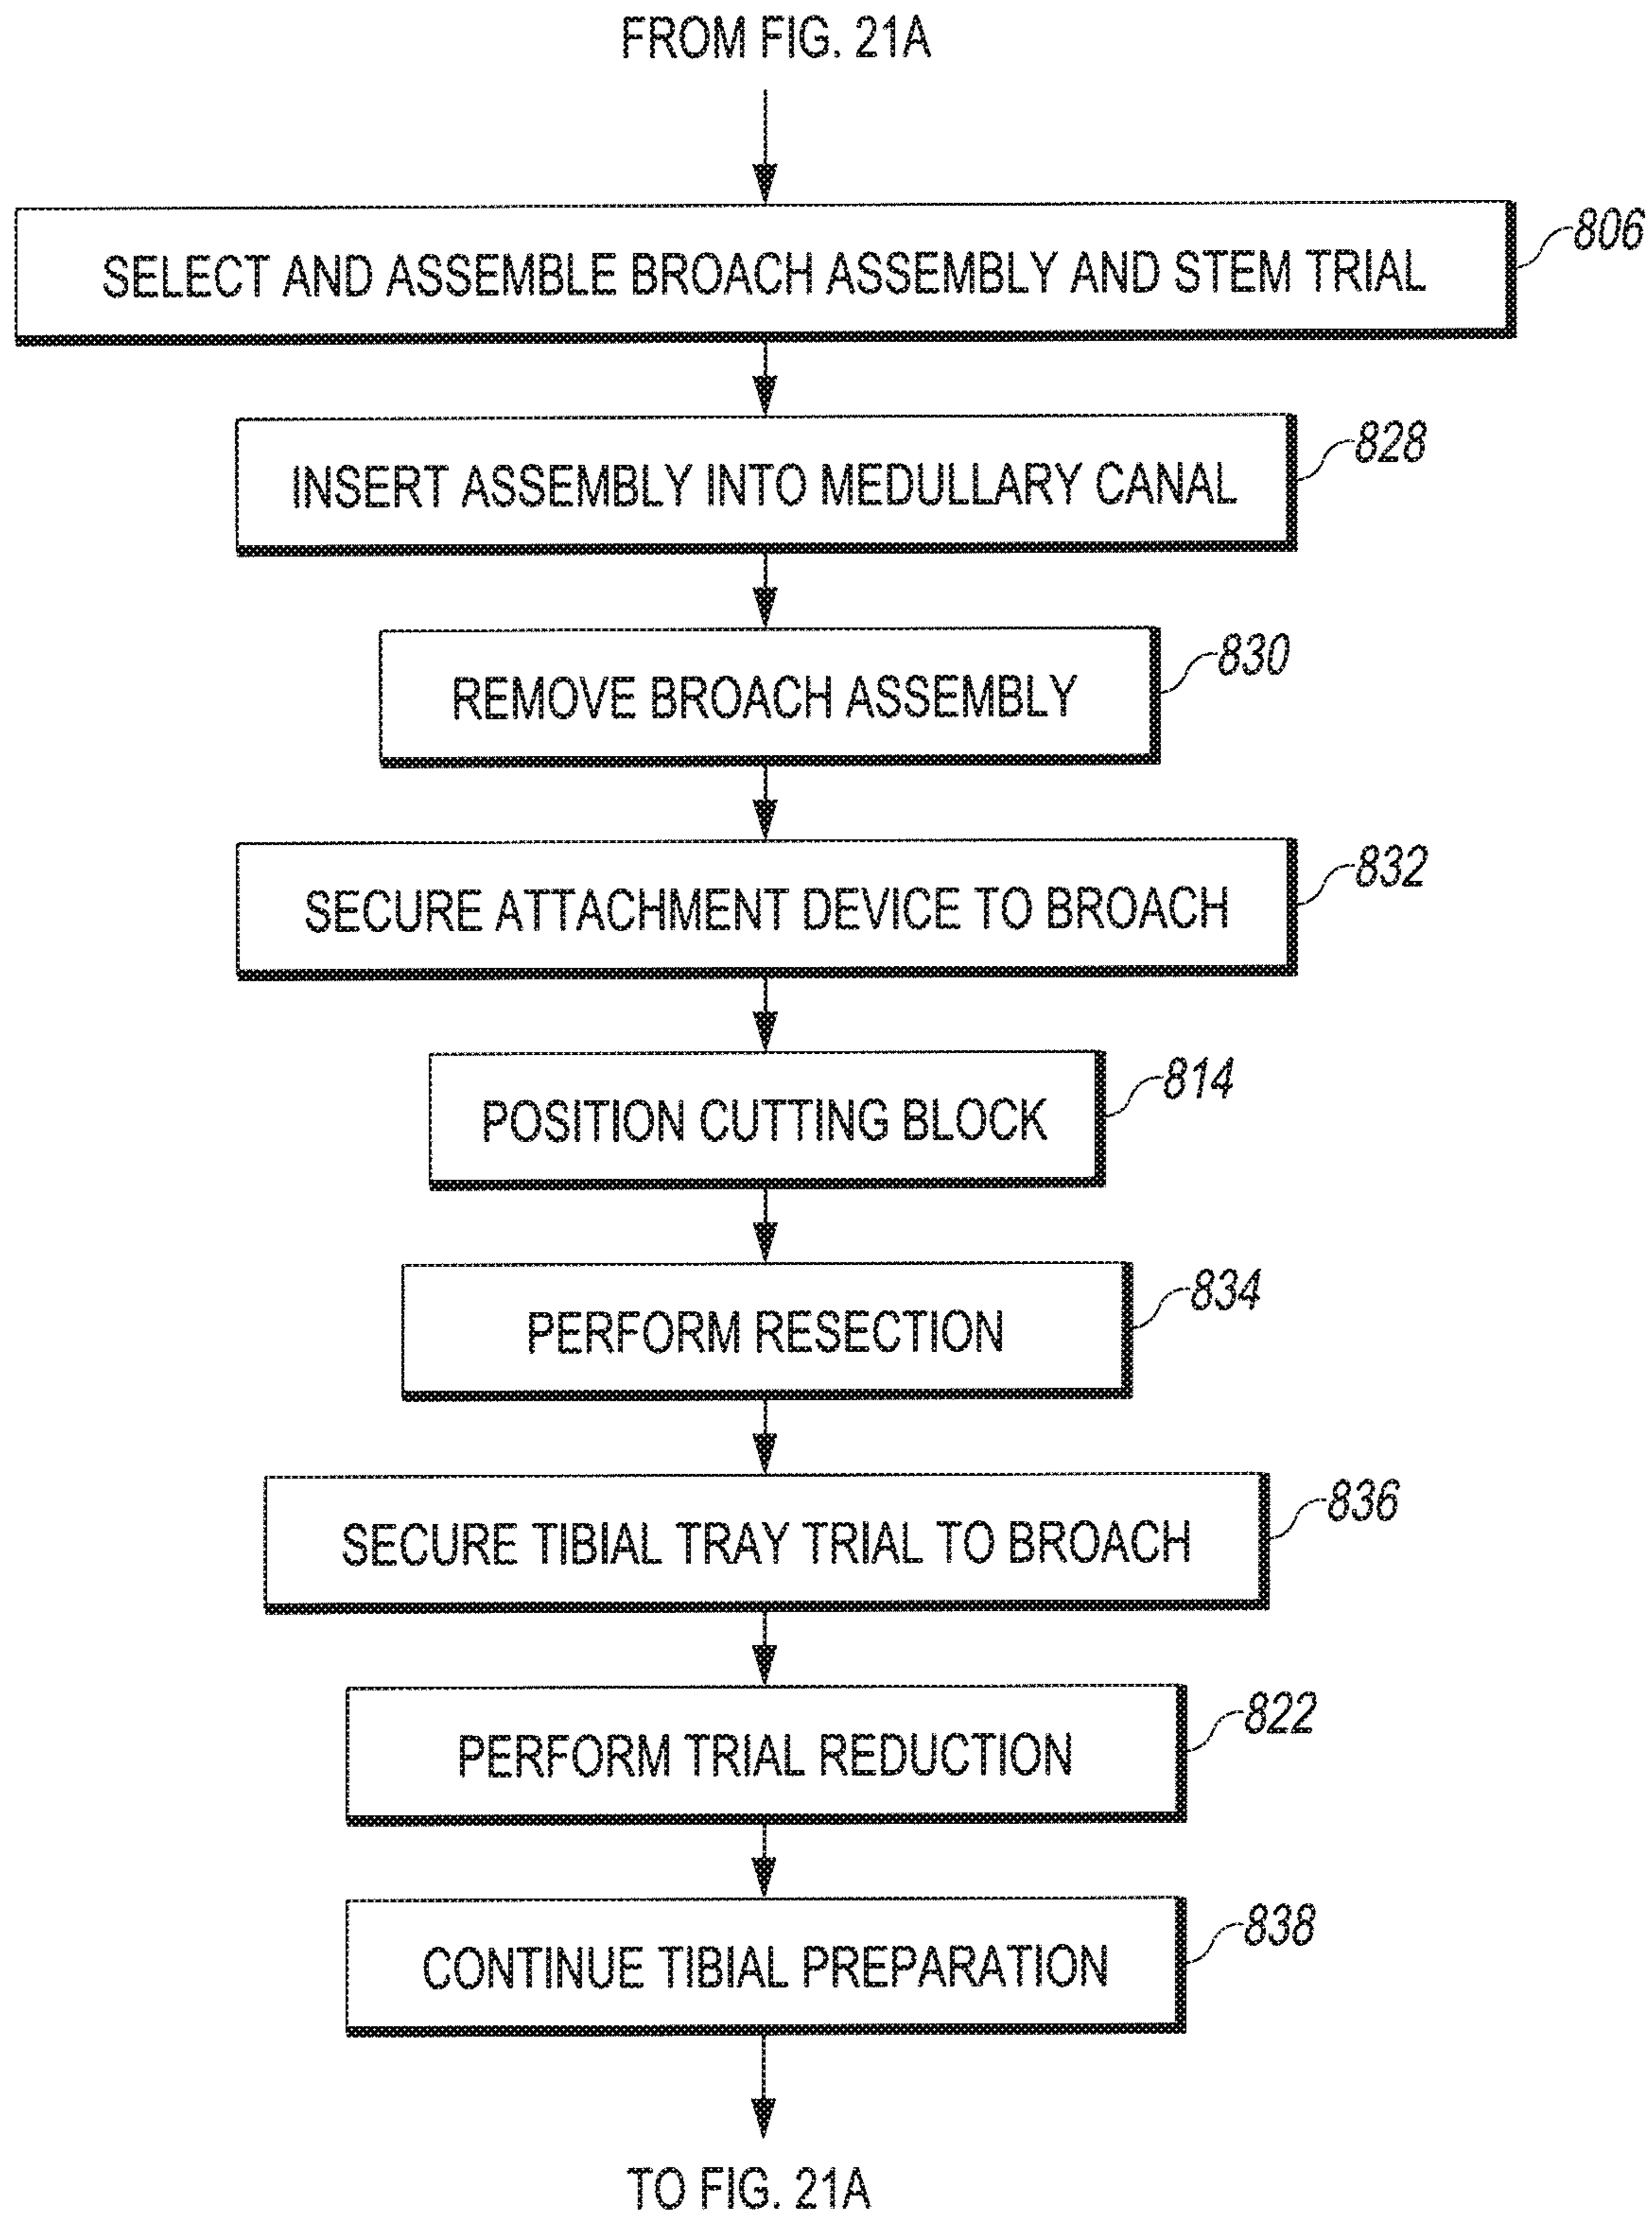 FROM FIG. 21A
SELECT AND ASSEMBLE BROACH ASSEMBLY AND STEM TRIAL
806
INSERT ASSEMBLY INTO MEDULLARY CANAL
828
REMOVE BROACH ASSEMBLY
830
SECURE ATTACHMENT DEVICE TO BROACH
832
POSITION CUTTING BLOCK
814
PERFORM RESECTION
834
SECURE TIBIAL TRAY TRIAL TO BROACH
836
PERFORM TRIAL REDUCTION
822
CONTINUE TIBIAL PREPARATION
838
TO FIG. 21A